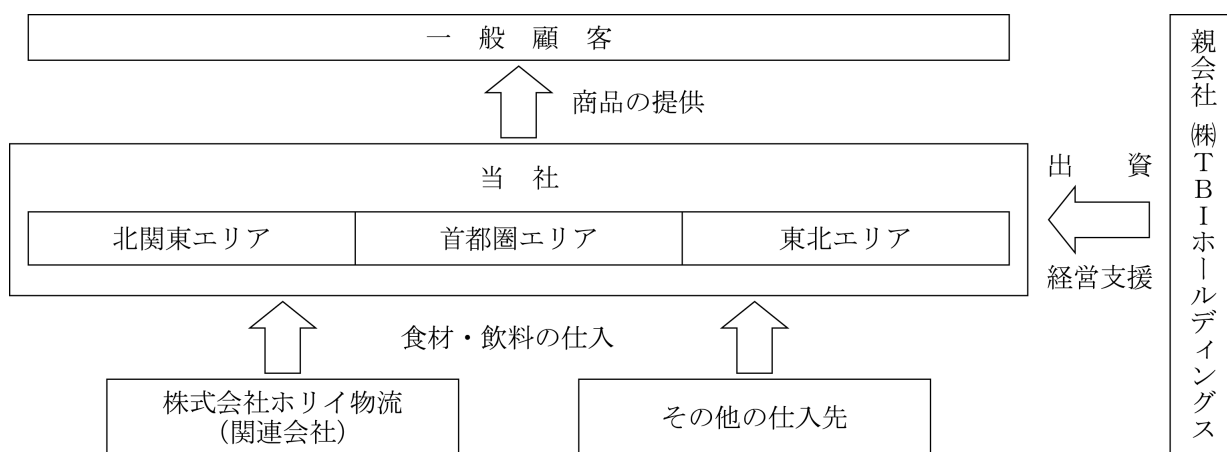 一般顧客
商品の提供
当社
北関東エリア
首都圏エリア
東北エリア
出資
経営支援
親会社 ㈱TBIホールディングス
食材・飲料の仕入
株式会社ホリイ物流
(関連会社)
その他の仕入先